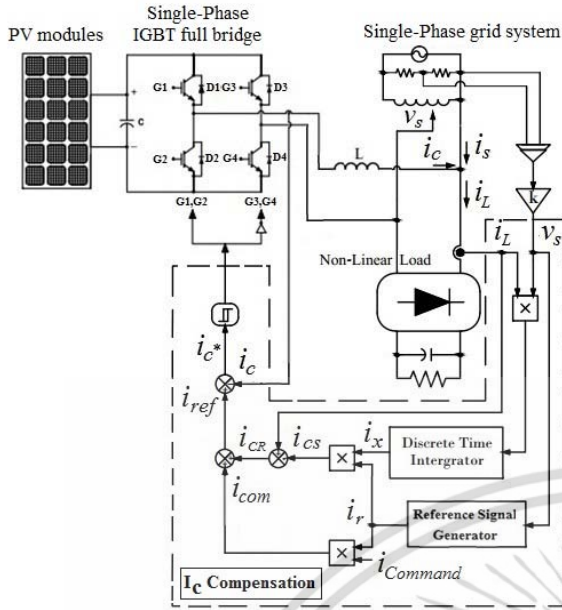 Single-Phase
IGBT full bridge
Single-Phase grid system
PV modules
G1
D1
G3
D3
+
c
−
G2
D2
G4
D4
G1,G2
G3,G4
L
v_s
i_c
i_s
i_L
k
i_L
v_s
Non-Linear Load
×
i_c*
i_c
i_ref
i_CR
i_cs
×
i_x
Discrete Time
Intergrator
i_com
i_r
Reference Signal
Generator
×
i_Command
I_C Compensation